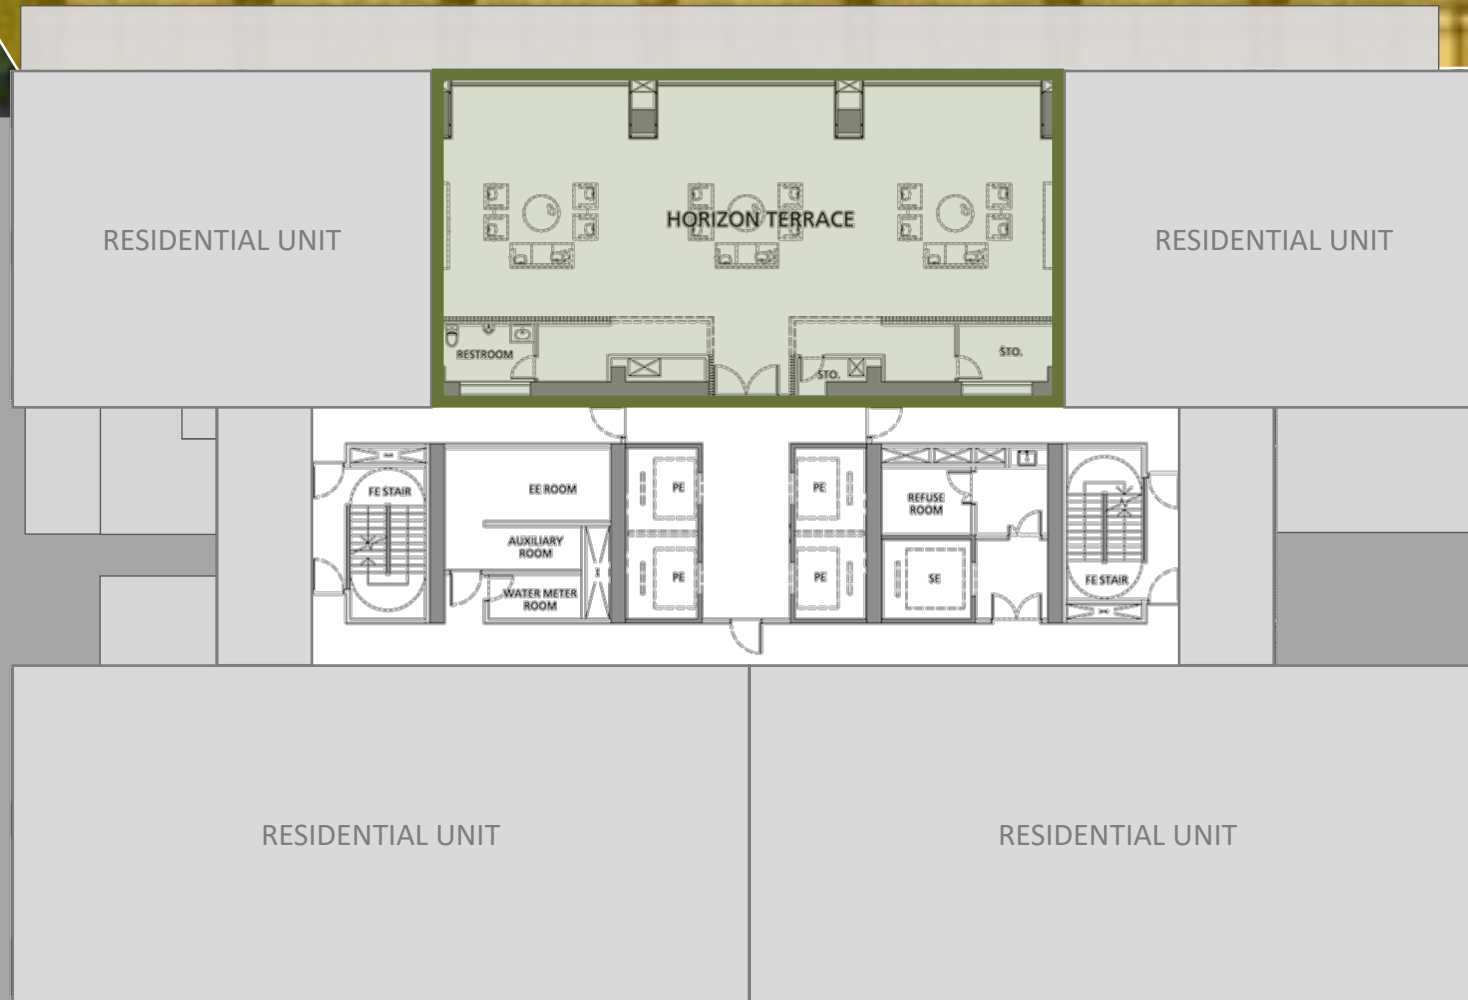 HORIZON TERRACE
RESIDENTIAL UNIT
RESIDENTIAL UNIT
RESTROOM
STO.
STO.
FE STAIR
EE ROOM
PE
PE
REFUSE
ROOM
AUXILIARY
ROOM
PE
PE
SE
FE STAIR
WATER METER
ROOM
RESIDENTIAL UNIT
RESIDENTIAL UNIT